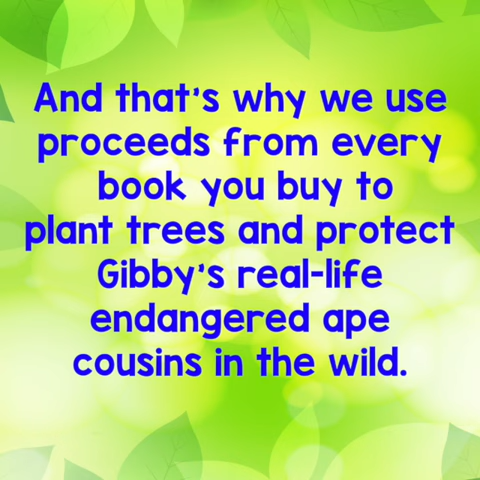 And that's why we use
proceeds from every
book you buy to
plant trees and protect
Gibby's real-life
endangered ape
cousins in the wild.